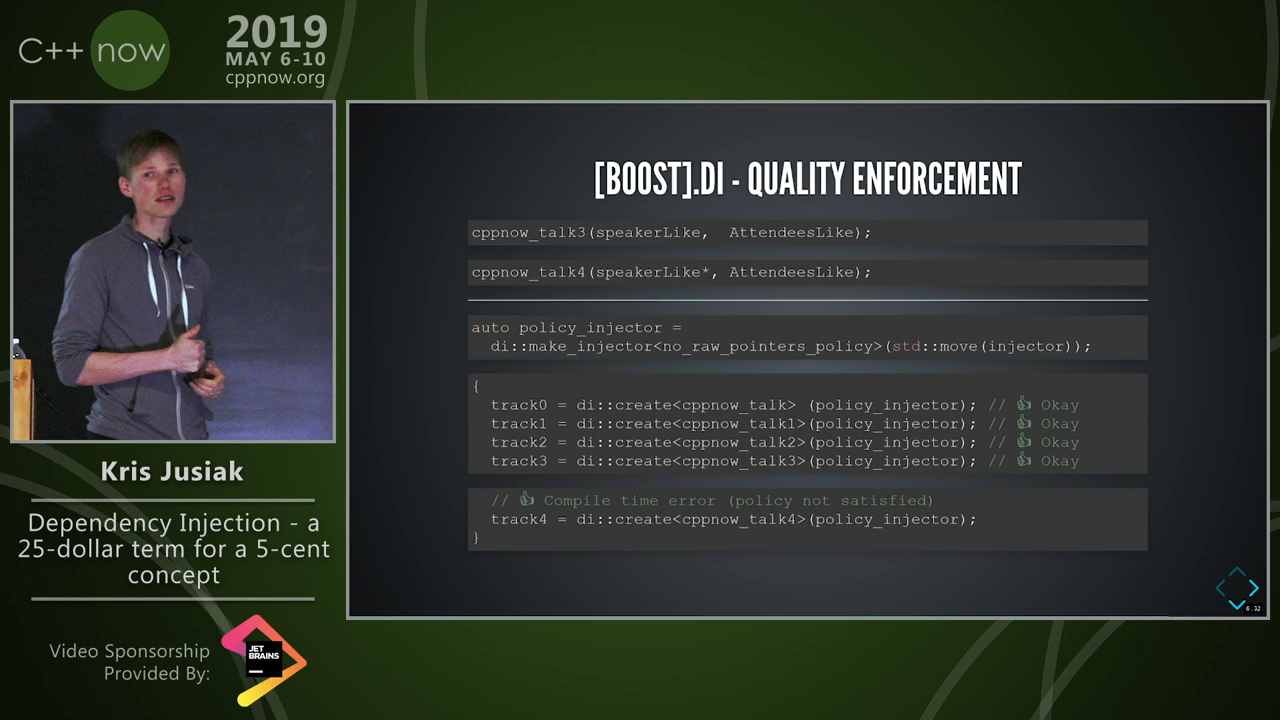 C++ now
2019
MAY 6-10
cppnow.org
[BOOST].DI - QUALITY ENFORCEMENT
cppnow_talk3(speakerLike,  AttendeesLike);
cppnow_talk4(speakerLike*, AttendeesLike);
auto policy_injector =
  di::make_injector<no_raw_pointers_policy>(std::move(injector));
{
  track0 = di::create<cppnow_talk> (policy_injector); // 👍 Okay
  track1 = di::create<cppnow_talk1>(policy_injector); // 👍 Okay
  track2 = di::create<cppnow_talk2>(policy_injector); // 👍 Okay
  track3 = di::create<cppnow_talk3>(policy_injector); // 👍 Okay
  // 👍 Compile time error (policy not satisfied)
  track4 = di::create<cppnow_talk4>(policy_injector);
}
6.32
Kris Jusiak
Dependency Injection - a
25-dollar term for a 5-cent
concept
Video Sponsorship
Provided By:
JET
BRAINS